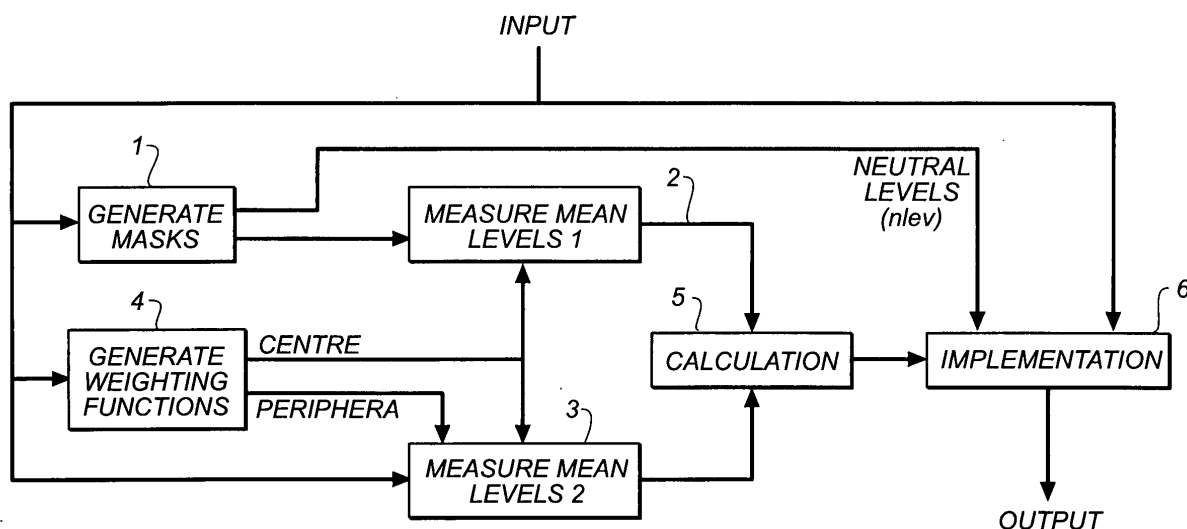 INPUT
1
GENERATE
MASKS
MEASURE MEAN
LEVELS 1
2
NEUTRAL
LEVELS
(nlev)
4
GENERATE
WEIGHTING
FUNCTIONS
CENTRE
PERIPHERA
3
MEASURE MEAN
LEVELS 2
5
CALCULATION
6
IMPLEMENTATION
OUTPUT